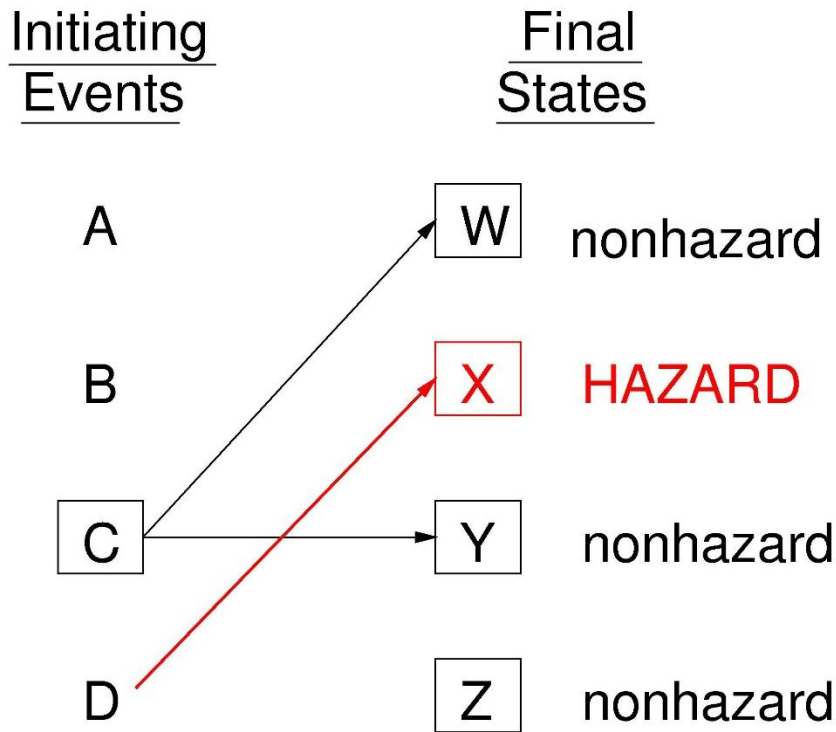 Initiating Events
Final States
A
W nonhazard
B
X HAZARD
C
Y nonhazard
D
Z nonhazard